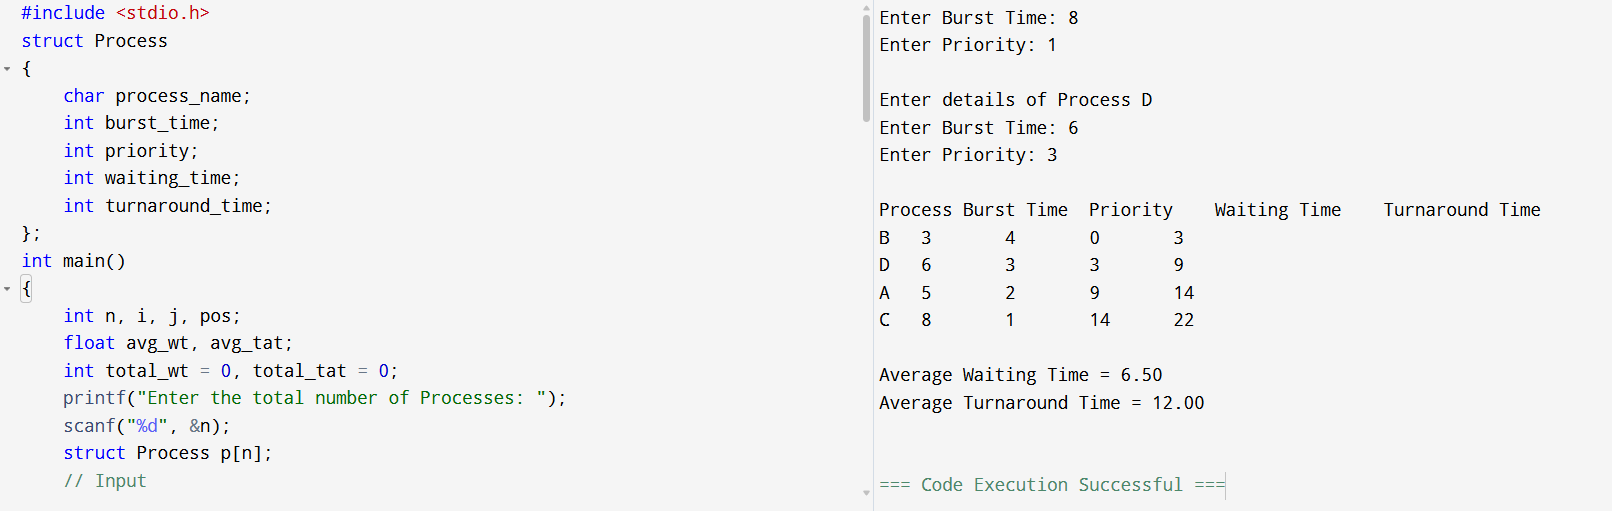 #include <stdio.h>
struct Process
{
    char process_name;
    int burst_time;
    int priority;
    int waiting_time;
    int turnaround_time;
};
int main()
{
    int n, i, j, pos;
    float avg_wt, avg_tat;
    int total_wt = 0, total_tat = 0;
    printf("Enter the total number of Processes: ");
    scanf("%d", &n);
    struct Process p[n];
    // Input
Enter Burst Time: 8
Enter Priority: 1

Enter details of Process D
Enter Burst Time: 6
Enter Priority: 3

Process Burst Time  Priority    Waiting Time    Turnaround Time
B   3       4       0       3
D   6       3       3       9
A   5       2       9       14
C   8       1       14      22

Average Waiting Time = 6.50
Average Turnaround Time = 12.00

=== Code Execution Successful ===